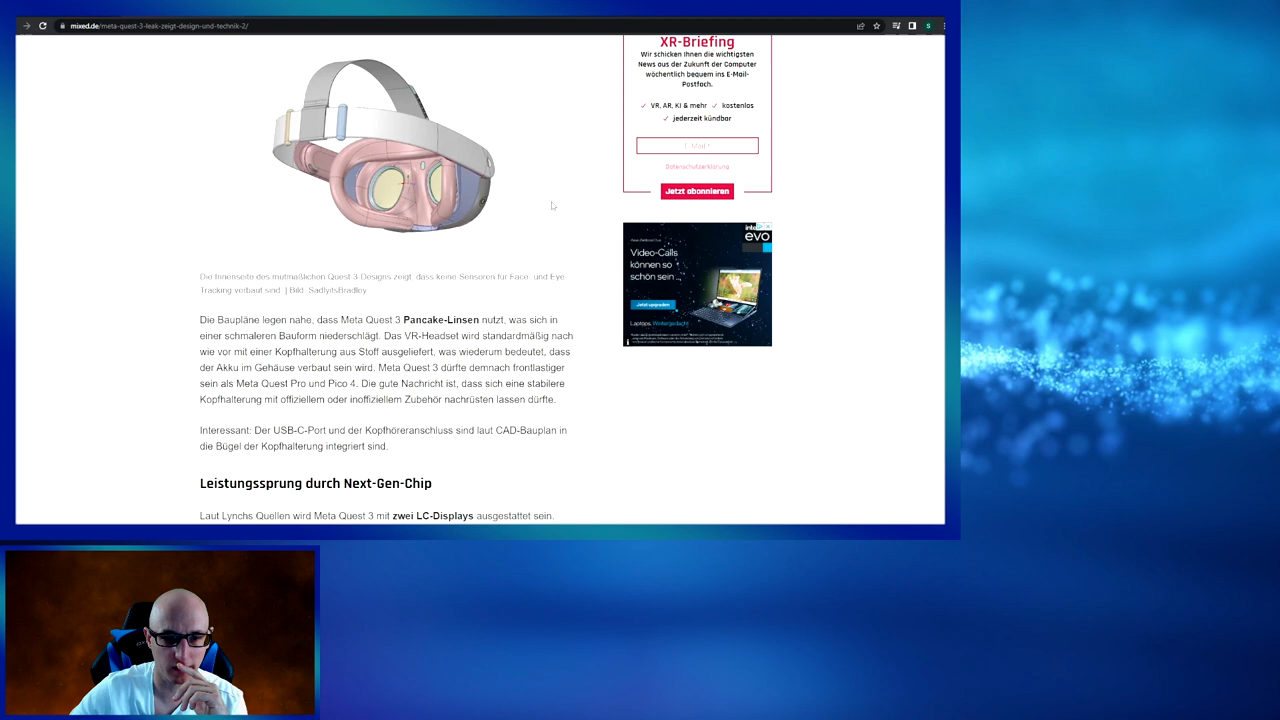 mixed.de/meta-quest-3-leak-zeigt-design-und-technik-2/
S
XR-Briefing
Wir schicken Ihnen die wichtigsten
News aus der Zukunft der Computer
wöchentlich bequem ins E-Mail-
Postfach.
VR, AR, KI & mehr ✓ kostenlos
✓ jederzeit kündbar
E-Mail *
Datenschutzerklärung
Jetzt abonnieren
intel
evo
Video-Calls
können so
schön sein...
Jetzt upgraden
Laptops. Weitergedacht.
Die Innenseite des mutmaßlichen Quest 3-Designs zeigt, dass keine Sensoren für Face- und Eye-
Tracking verbaut sind. | Bild: SadlyitsBradley
Die Baupläne legen nahe, dass Meta Quest 3 Pancake-Linsen nutzt, was sich in
einer schmaleren Bauform niederschlägt. Das VR-Headset wird standardmäßig nach
wie vor mit einer Kopfhalterung aus Stoff ausgeliefert, was wiederum bedeutet, dass
der Akku im Gehäuse verbaut sein wird. Meta Quest 3 dürfte demnach frontlastiger
sein als Meta Quest Pro und Pico 4. Die gute Nachricht ist, dass sich eine stabilere
Kopfhalterung mit offiziellem oder inoffiziellem Zubehör nachrüsten lassen dürfte.
Interessant: Der USB-C-Port und der Kopfhöreranschluss sind laut CAD-Bauplan in
die Bügel der Kopfhalterung integriert sind.
Leistungssprung durch Next-Gen-Chip
Laut Lynchs Quellen wird Meta Quest 3 mit zwei LC-Displays ausgestattet sein.